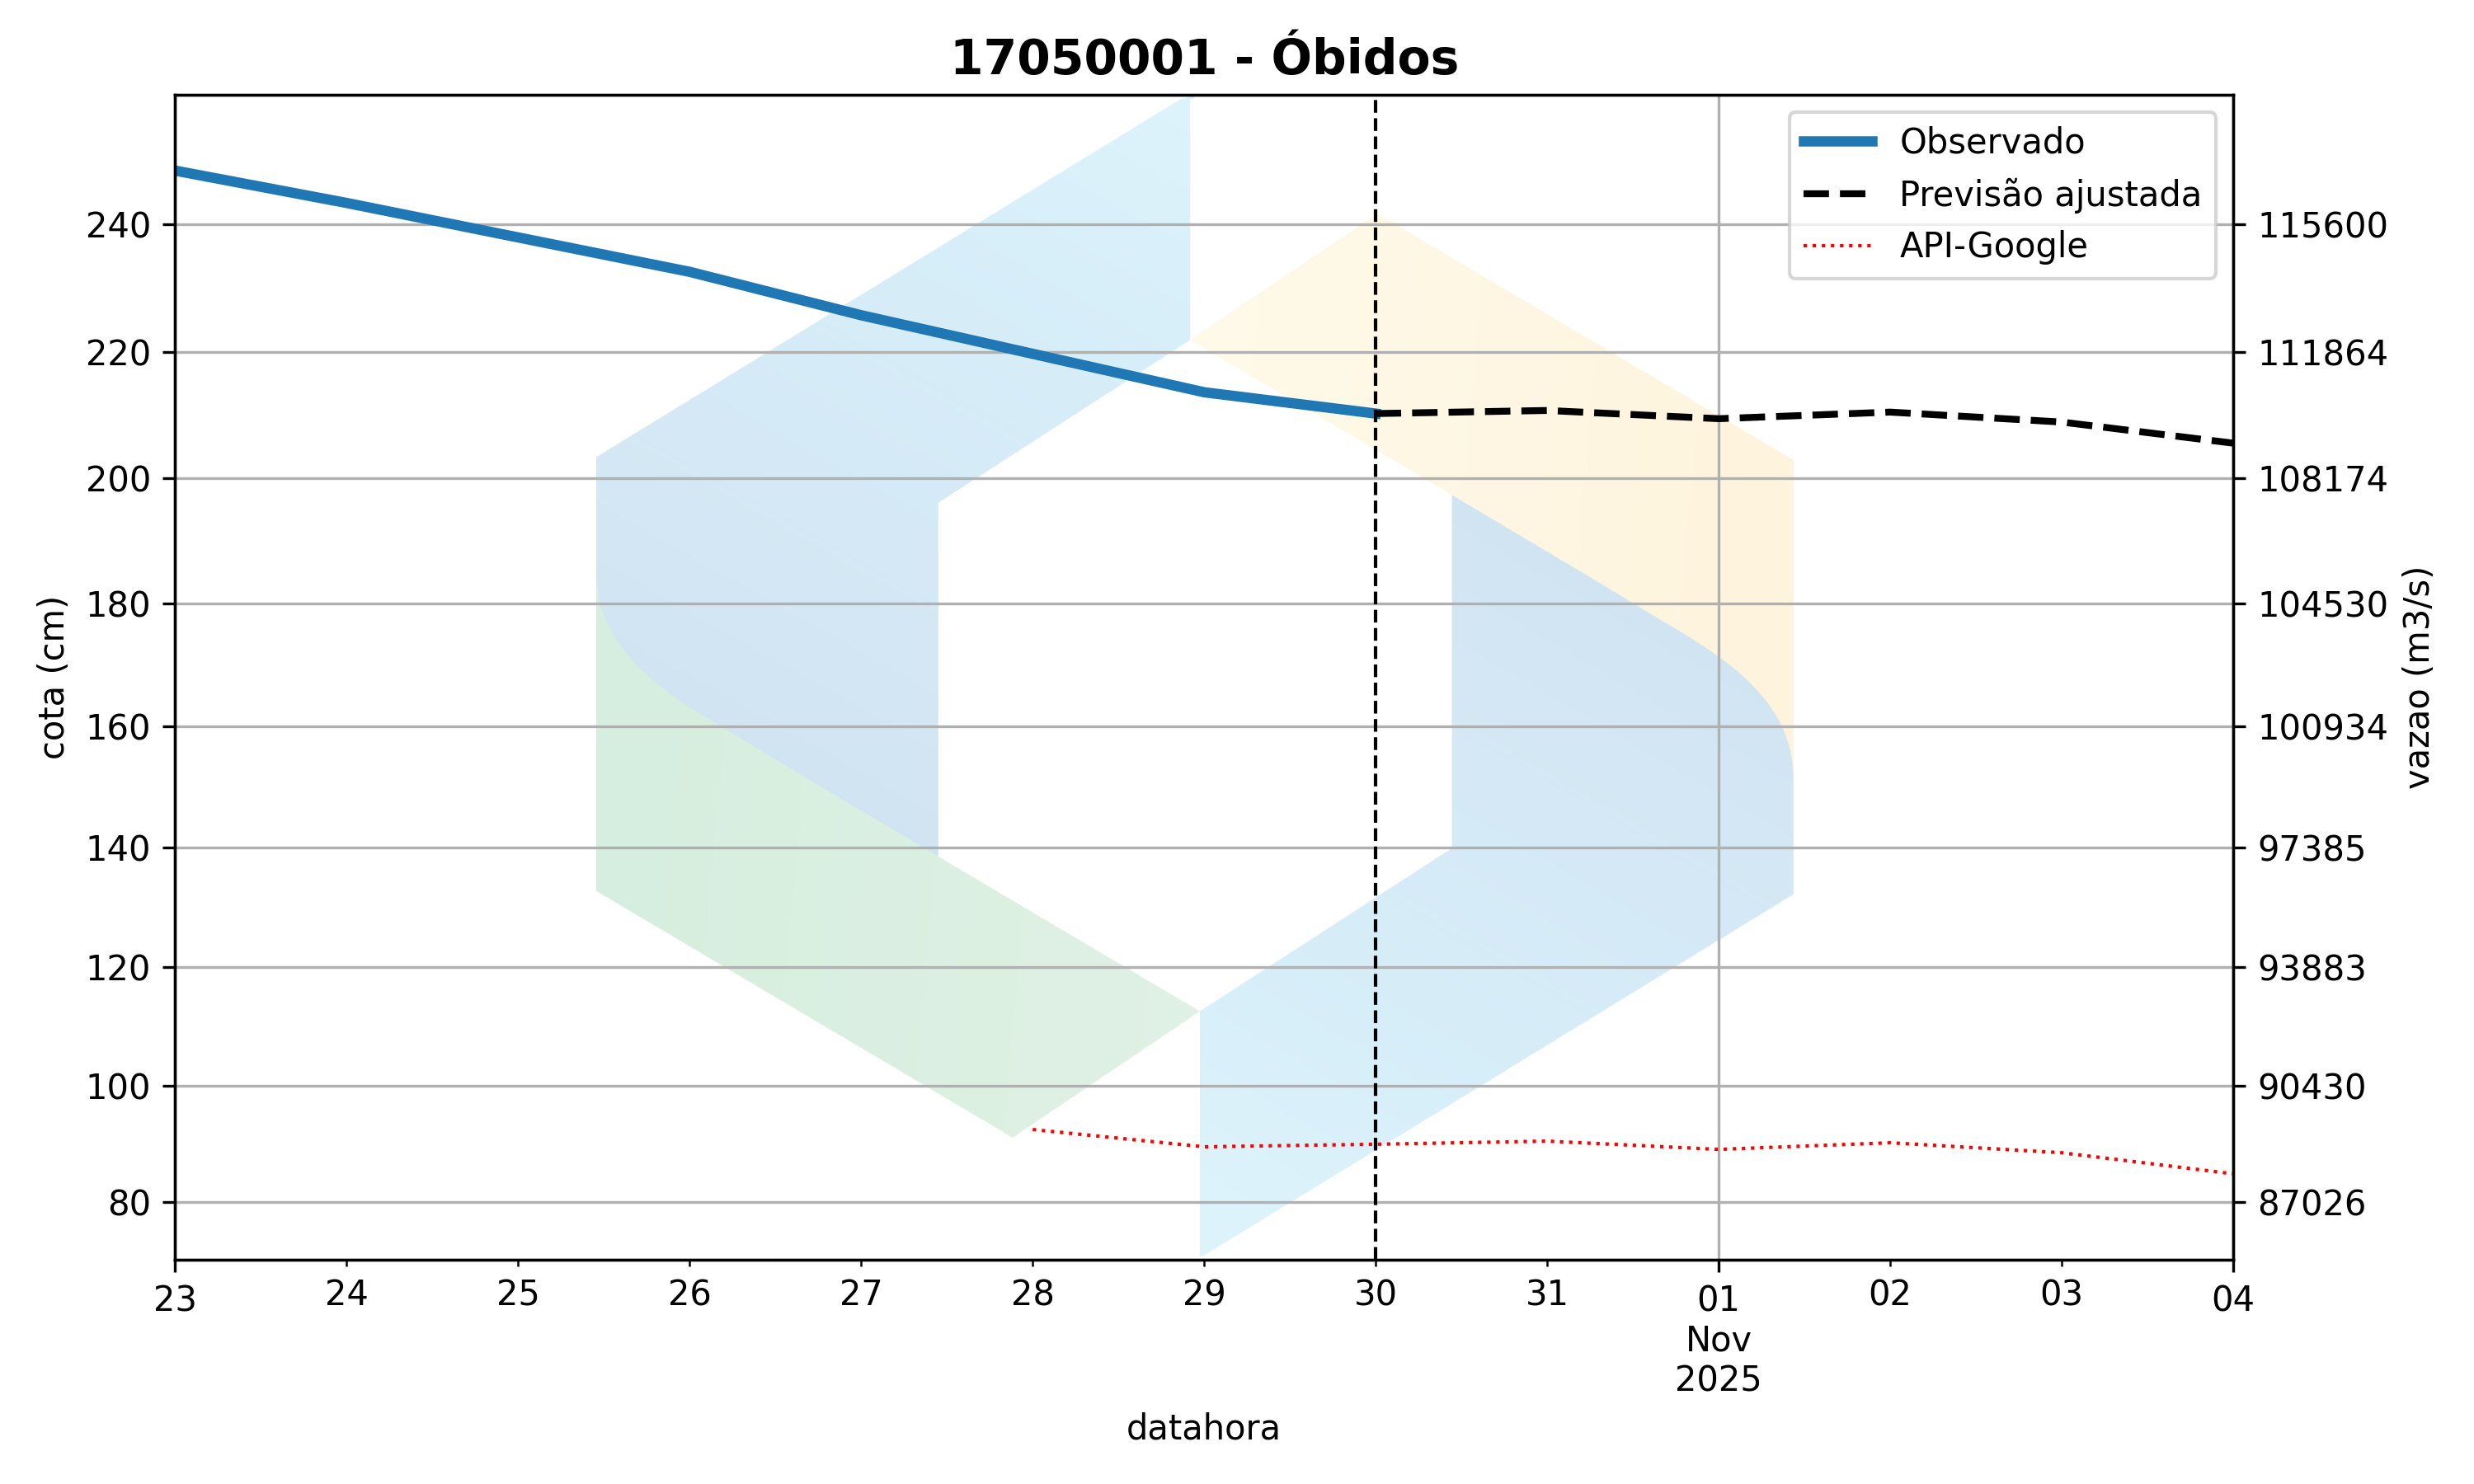 17050001 - Óbidos
Observado
Previsão ajustada
API-Google
240
220
200
180
160
140
120
100
80
cota (cm)
115600
111864
108174
104530
100934
97385
93883
90430
87026
vazao (m3/s)
23 24 25 26 27 28 29 30 31 01 02 03 04
Nov
2025
datahora